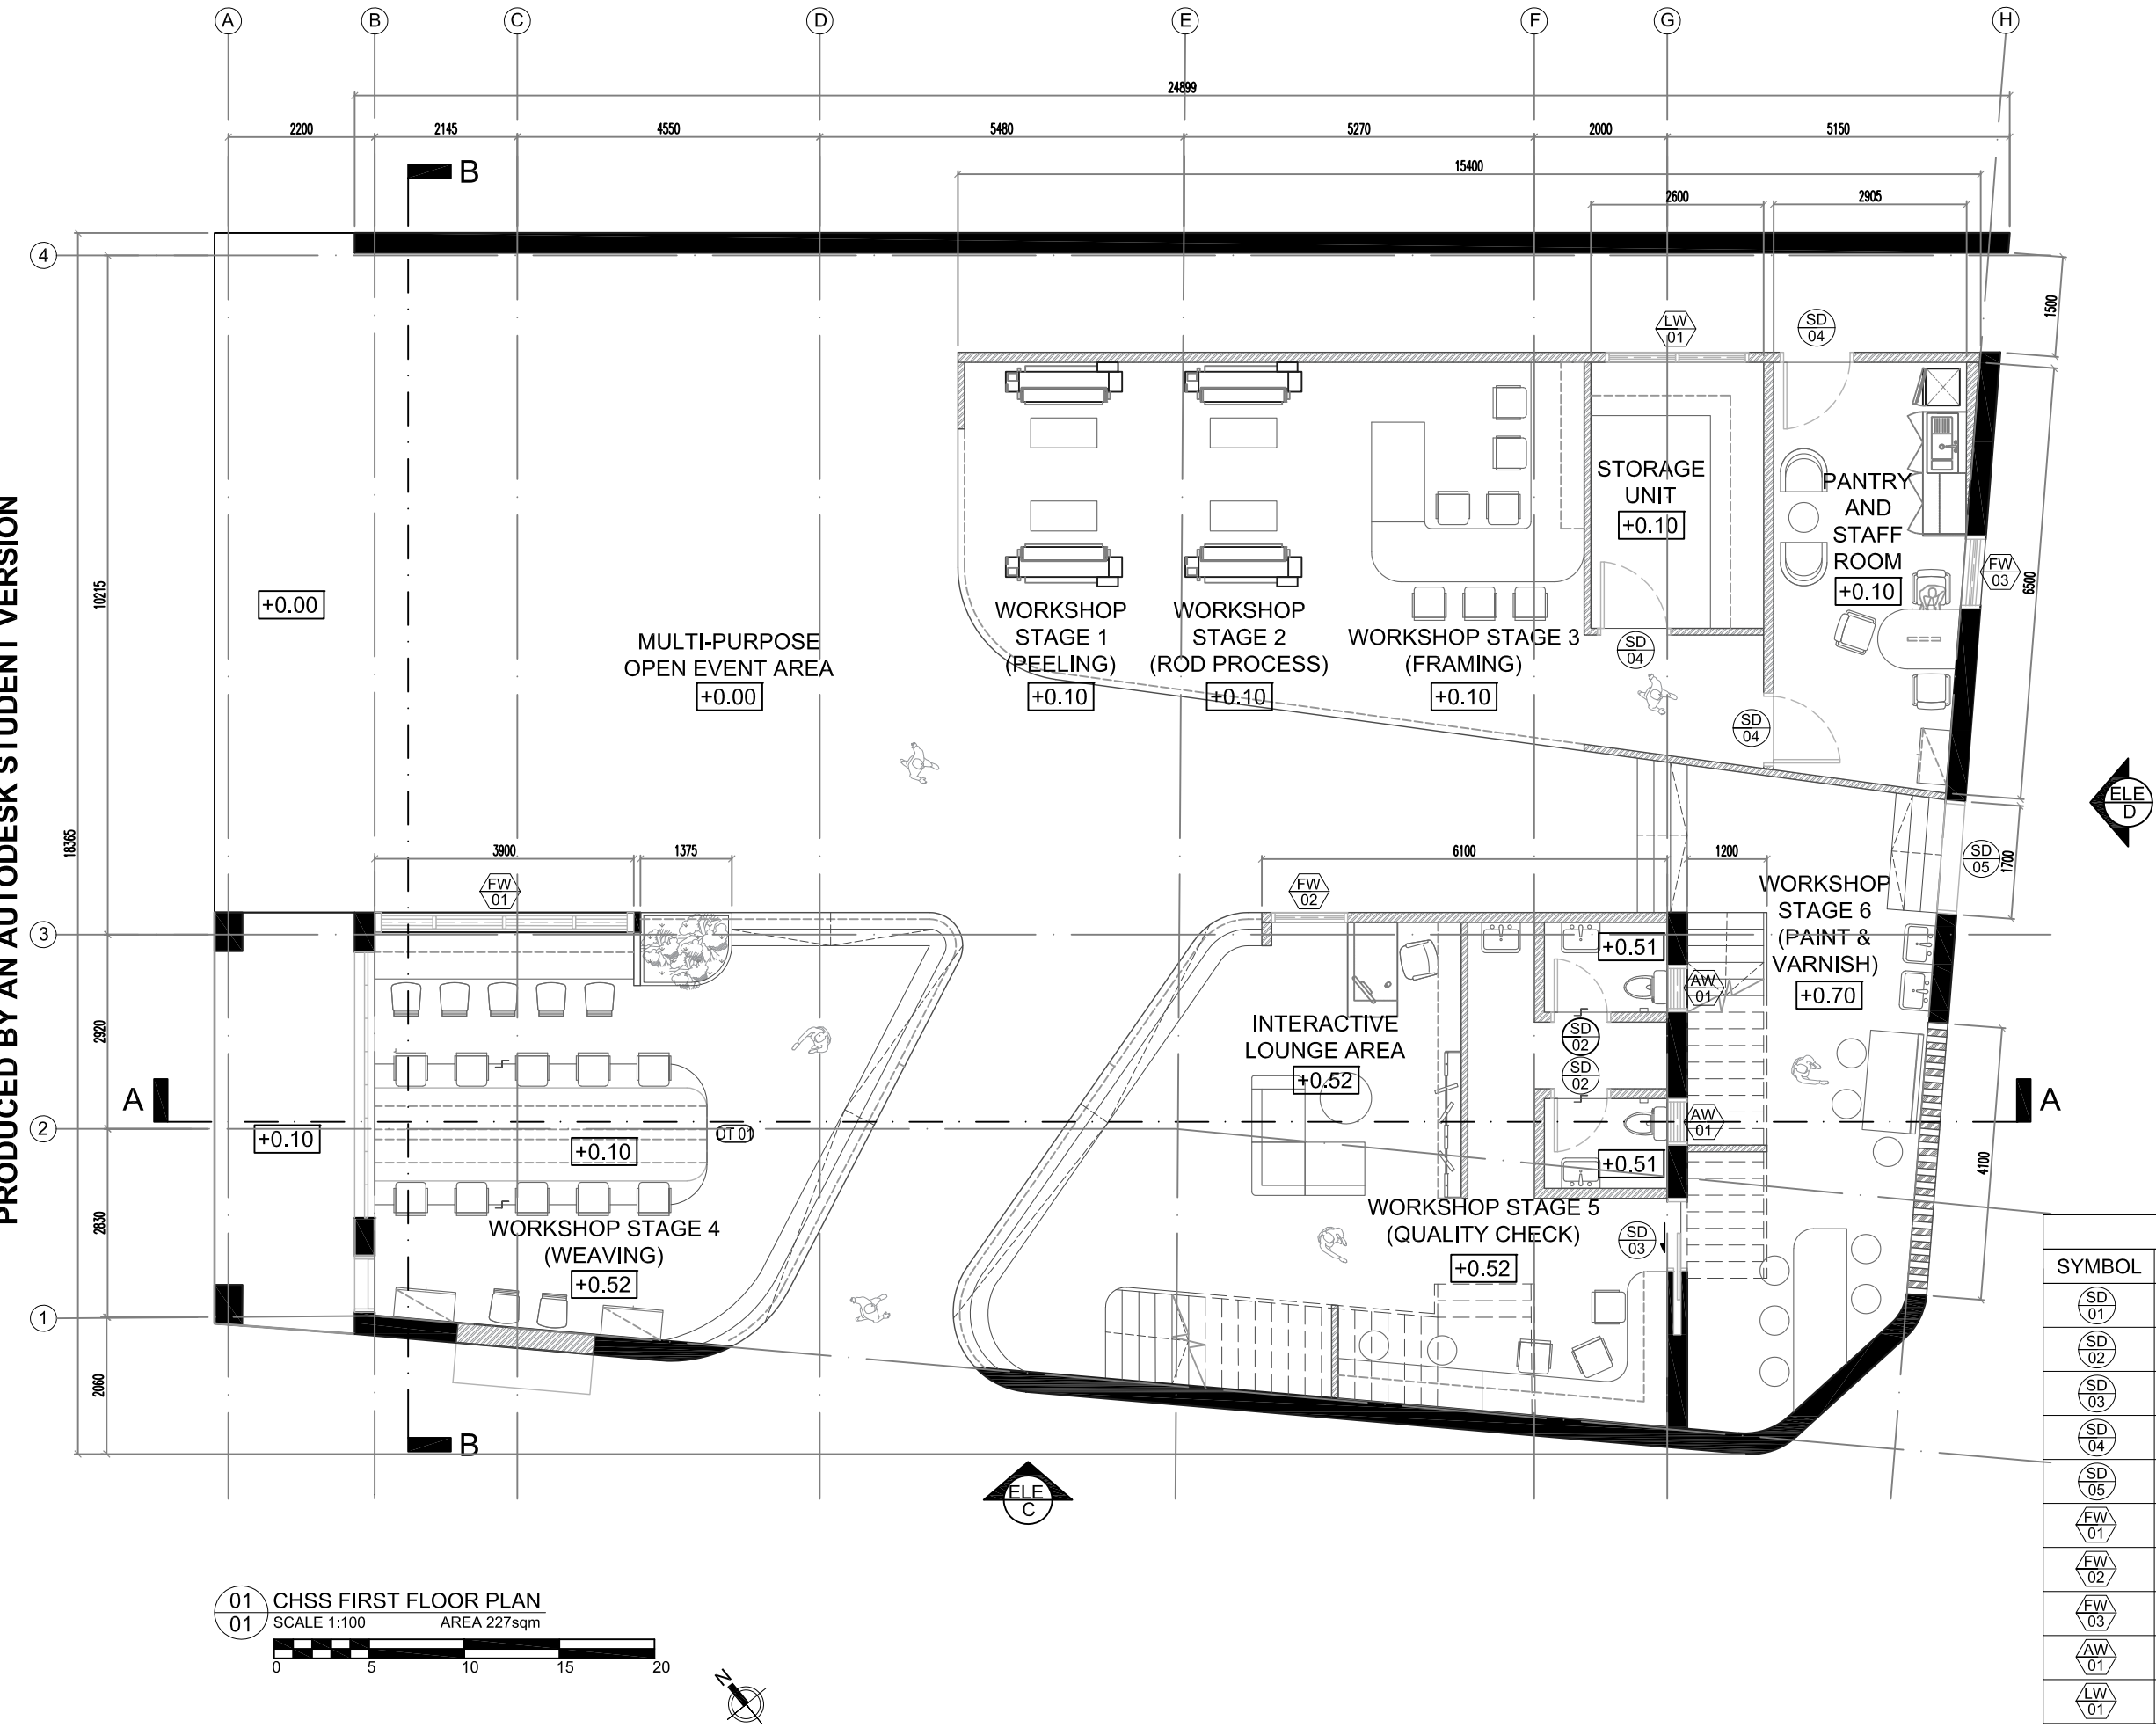 A
B
C
D
E
F
G
H
24899
2200
2145
4550
5480
5270
2000
5150
15400
2600
2905
B
4
1500
LW
01
SD
04
PRODUCED BY AN AUTODESK STUDENT VERSION
STORAGE
UNIT
+0.10
PANTRY
AND
STAFF
ROOM
+0.10
FW
03
6500
10215
+0.00
MULTI-PURPOSE
OPEN EVENT AREA
+0.00
WORKSHOP
STAGE 1
(PEELING)
+0.10
WORKSHOP
STAGE 2
(ROD PROCESS)
+0.10
WORKSHOP STAGE 3
(FRAMING)
+0.10
SD
04
SD
04
ELE
D
18365
3900
1375
6100
1200
SD
05
1700
FW
01
FW
02
WORKSHOP
STAGE 6
(PAINT &
VARNISH)
+0.70
3
+0.51
AW
01
INTERACTIVE
LOUNGE AREA
+0.52
SD
02
SD
02
2920
A
A
2
+0.10
+0.10
DT 01
AW
01
+0.51
4100
2830
WORKSHOP STAGE 4
(WEAVING)
+0.52
WORKSHOP STAGE 5
(QUALITY CHECK)
+0.52
SD
03
1
2060
B
ELE
C
SYMBOL
SD
01
SD
02
SD
03
SD
04
SD
05
FW
01
FW
02
FW
03
AW
01
LW
01
01
01
CHSS FIRST FLOOR PLAN
SCALE 1:100 AREA 227sqm
0 5 10 15 20
N